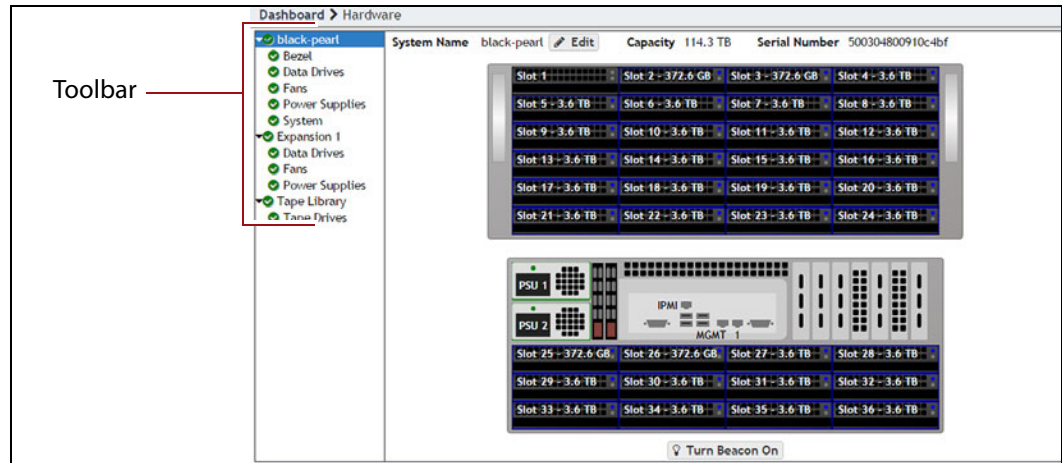 Dashboard > Hardware
Toolbar
black-pearl
Bezel
Data Drives
Fans
Power Supplies
System
Expansion 1
Data Drives
Fans
Power Supplies
Tape Library
Tape Drives
System Name black-pearl Edit Capacity 114.3 TB Serial Number 500304800910c4bf
Slot 1 Slot 2 - 372.6 GB Slot 3 - 372.6 GB Slot 4 - 3.6 TB
Slot 5 - 3.6 TB Slot 6 - 3.6 TB Slot 7 - 3.6 TB Slot 8 - 3.6 TB
Slot 9 - 3.6 TB Slot 10 - 3.6 TB Slot 11 - 3.6 TB Slot 12 - 3.6 TB
Slot 13 - 3.6 TB Slot 14 - 3.6 TB Slot 15 - 3.6 TB Slot 16 - 3.6 TB
Slot 17 - 3.6 TB Slot 18 - 3.6 TB Slot 19 - 3.6 TB Slot 20 - 3.6 TB
Slot 21 - 3.6 TB Slot 22 - 3.6 TB Slot 23 - 3.6 TB Slot 24 - 3.6 TB
PSU 1
PSU 2
IPMI
MGMT 1
Slot 25 - 372.6 GB Slot 26 - 372.6 GB Slot 27 - 3.6 TB Slot 28 - 3.6 TB
Slot 29 - 3.6 TB Slot 30 - 3.6 TB Slot 31 - 3.6 TB Slot 32 - 3.6 TB
Slot 33 - 3.6 TB Slot 34 - 3.6 TB Slot 35 - 3.6 TB Slot 36 - 3.6 TB
Turn Beacon On